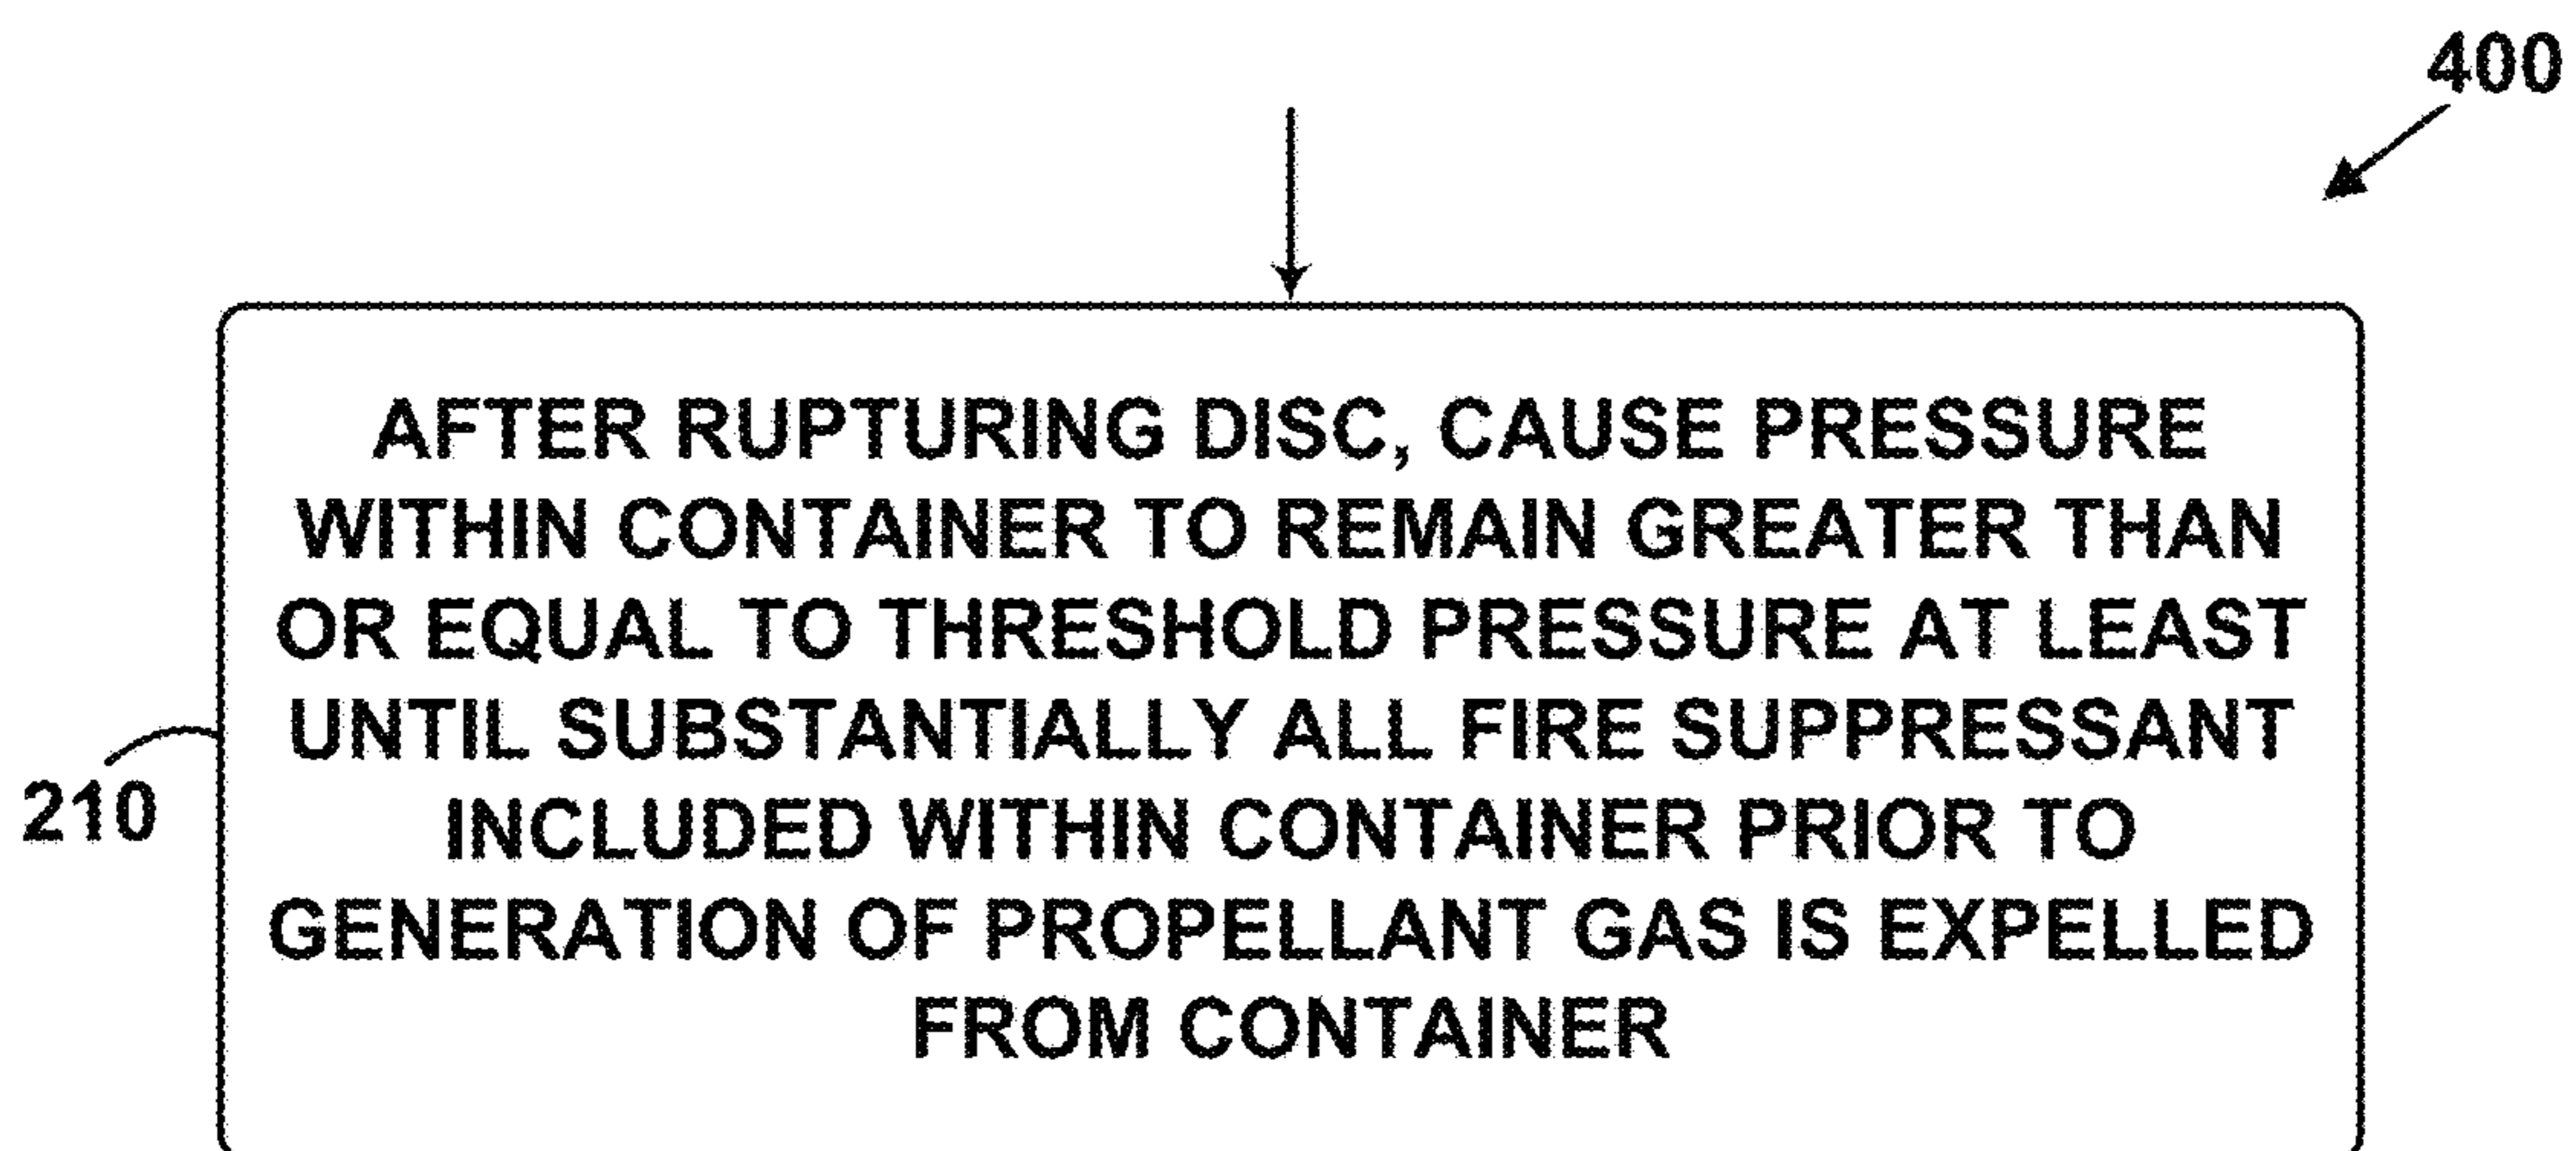 400
AFTER RUPTURING DISC, CAUSE PRESSURE
WITHIN CONTAINER TO REMAIN GREATER THAN
OR EQUAL TO THRESHOLD PRESSURE AT LEAST
UNTIL SUBSTANTIALLY ALL FIRE SUPPRESSANT
INCLUDED WITHIN CONTAINER PRIOR TO
GENERATION OF PROPELLANT GAS IS EXPELLED
FROM CONTAINER
210